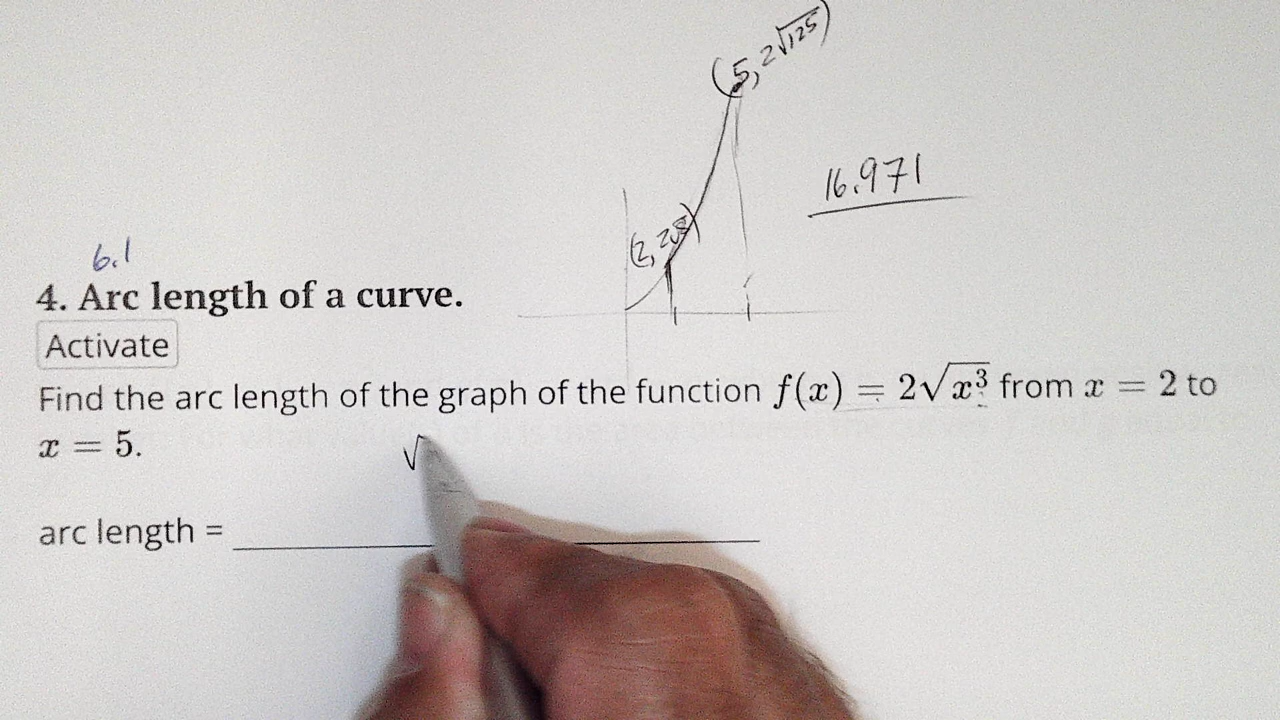 (5, 2√125)
16.971
(2, 2√8)
6.1
4. Arc length of a curve.
Activate
Find the arc length of the graph of the function f(x) = 2√x³ from x = 2 to
x = 5.
√
arc length =